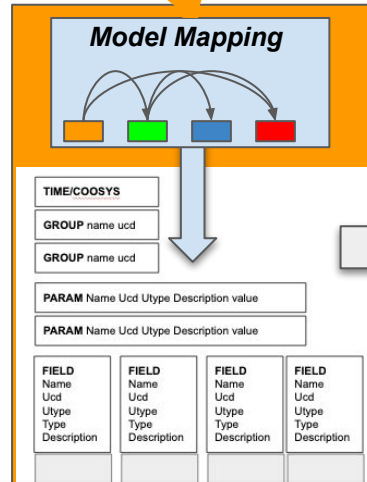 Model Mapping
TIME/COOSYS
GROUP name ucd
GROUP name ucd
PARAM Name Ucd Utype Description value
PARAM Name Ucd Utype Description value
FIELD
Name
Ucd
Utype
Type
Description
FIELD
Name
Ucd
Utype
Type
Description
FIELD
Name
Ucd
Utype
Type
Description
FIELD
Name
Ucd
Utype
Type
Description